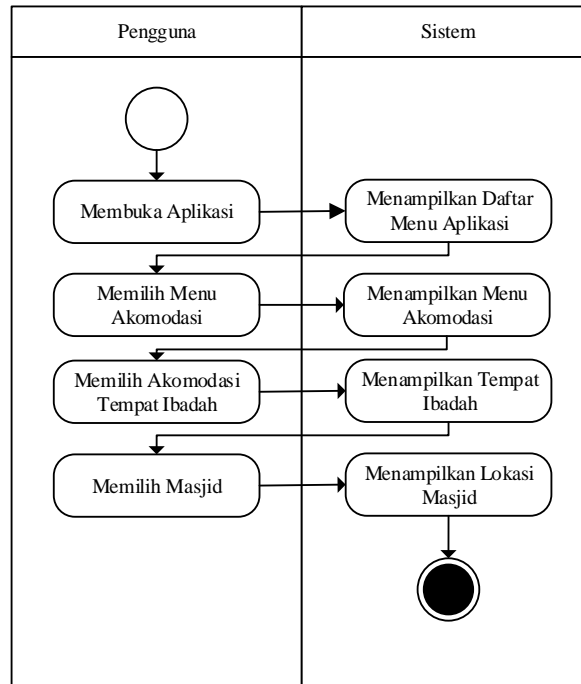 Pengguna
Sistem
Membuka Aplikasi
Menampilkan Daftar
Menu Aplikasi
Memilih Menu
Akomodasi
Menampilkan Menu
Akomodasi
Memilih Akomodasi
Tempat Ibadah
Menampilkan Tempat
Ibadah
Memilih Masjid
Menampilkan Lokasi
Masjid